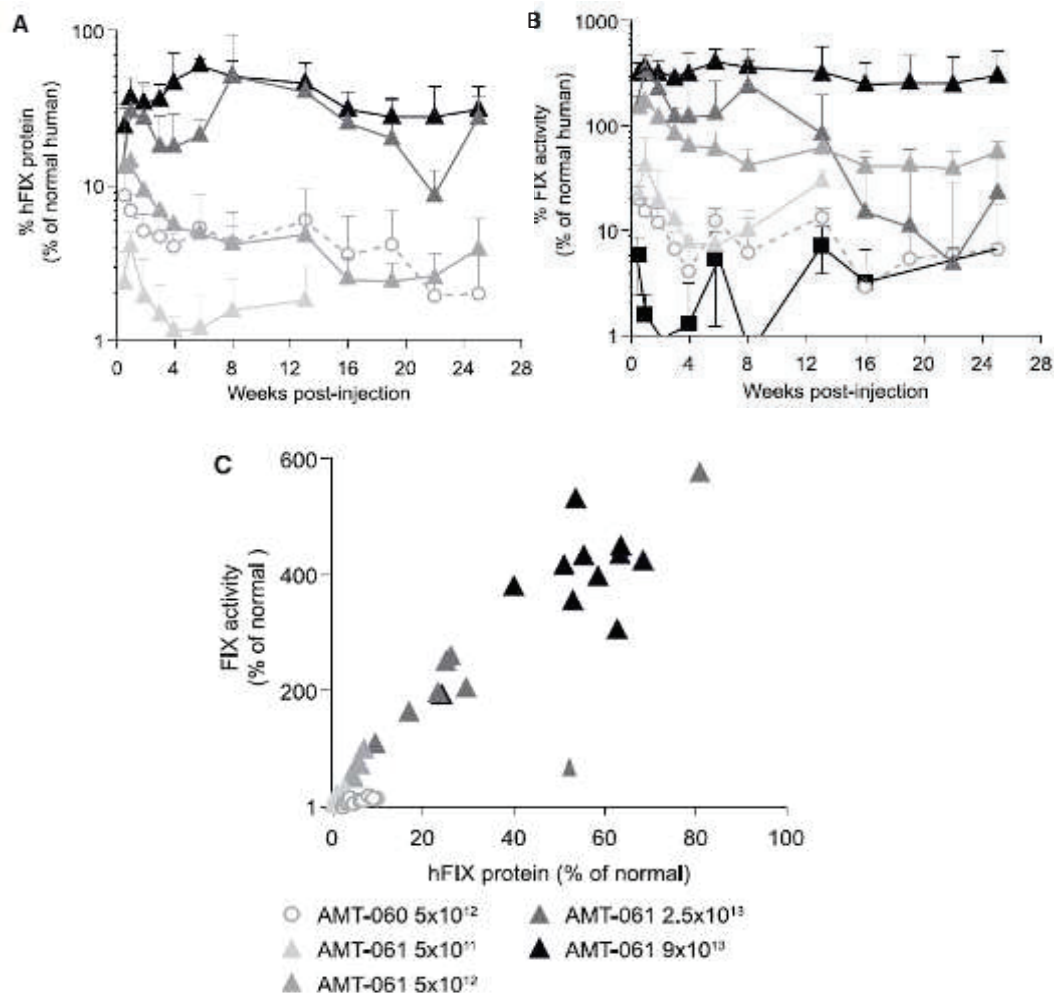 A
100
10
1
% hFIX protein
(% of normal human)
0 4 8 12 16 20 24 28
Weeks post-injection
B
1000
100
10
1
% FIX activity
(% of normal human)
0 4 8 12 16 20 24 28
Weeks post-injection
C
600
400
200
1
FIX activity
(% of normal )
0 20 40 60 80 100
hFIX protein (% of normal)
AMT-060 5x10¹² AMT-061 2.5x10¹³
AMT-061 5x10¹¹ AMT-061 9x10¹³
AMT-061 5x10¹²